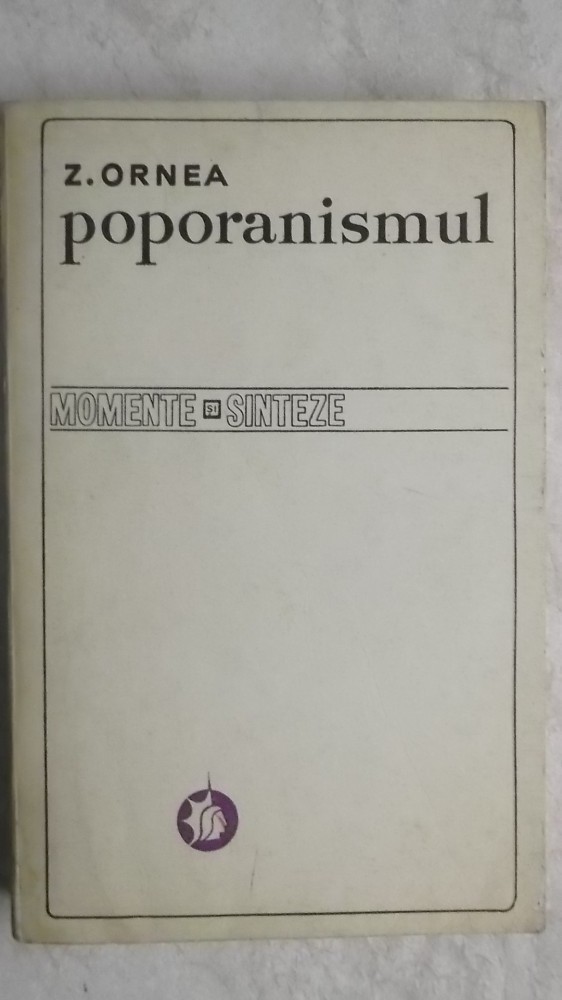 Z. ORNEA
poporanismul
MOMENTE ȘI SINTEZE